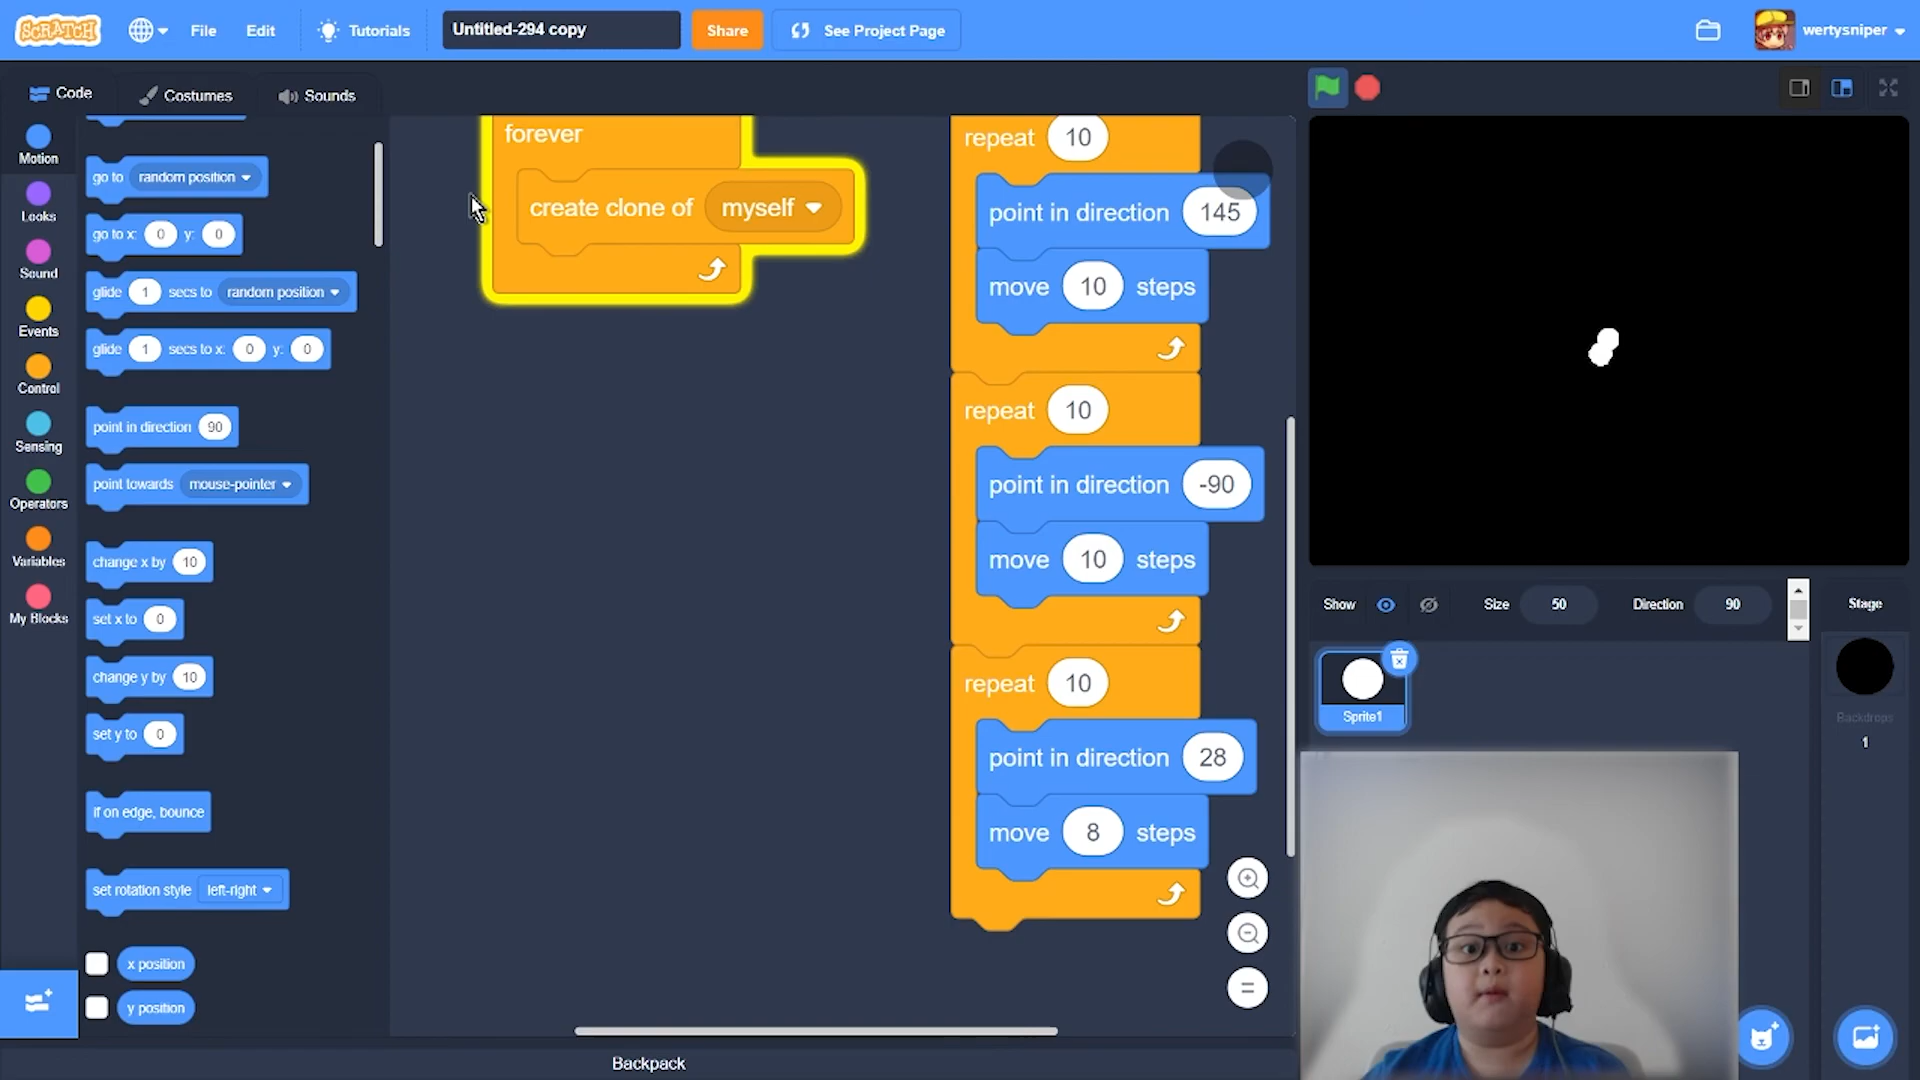 SCRATCH
File
Edit
Tutorials
Untitled-294 copy
Share
See Project Page
wertysniper
Code
Costumes
Sounds
Motion
Looks
Sound
Events
Control
Sensing
Operators
Variables
My Blocks
go to random position
go to x: 0 y: 0
glide 1 secs to random position
glide 1 secs to x: 0 y: 0
point in direction 90
point towards mouse-pointer
change x by 10
set x to 0
change y by 10
set y to 0
if on edge, bounce
set rotation style left-right
x position
y position
forever
create clone of myself
repeat 10
point in direction 145
move 10 steps
repeat 10
point in direction -90
move 10 steps
repeat 10
point in direction 28
move 8 steps
Backpack
Show
Size 50
Direction 90
Sprite1
Stage
Backdrops
1